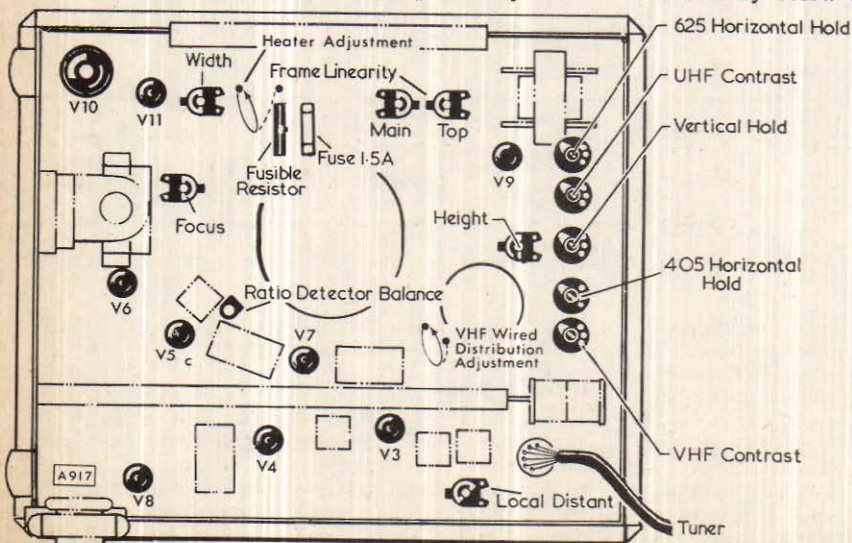 625 Horizontal Hold
Heater Adjustment
Width
Frame Linearity
UHF Contrast
V10
V11
Main
Top
Vertical Hold
Fuse 1·5A
V9
Fusible
Resistor
Focus
Height
405 Horizontal
Hold
V6
Ratio Detector Balance
V5
c
V7
VHF Wired
Distribution
Adjustment
V4
V3
VHF Contrast
A917
V8
Local Distant
Tuner